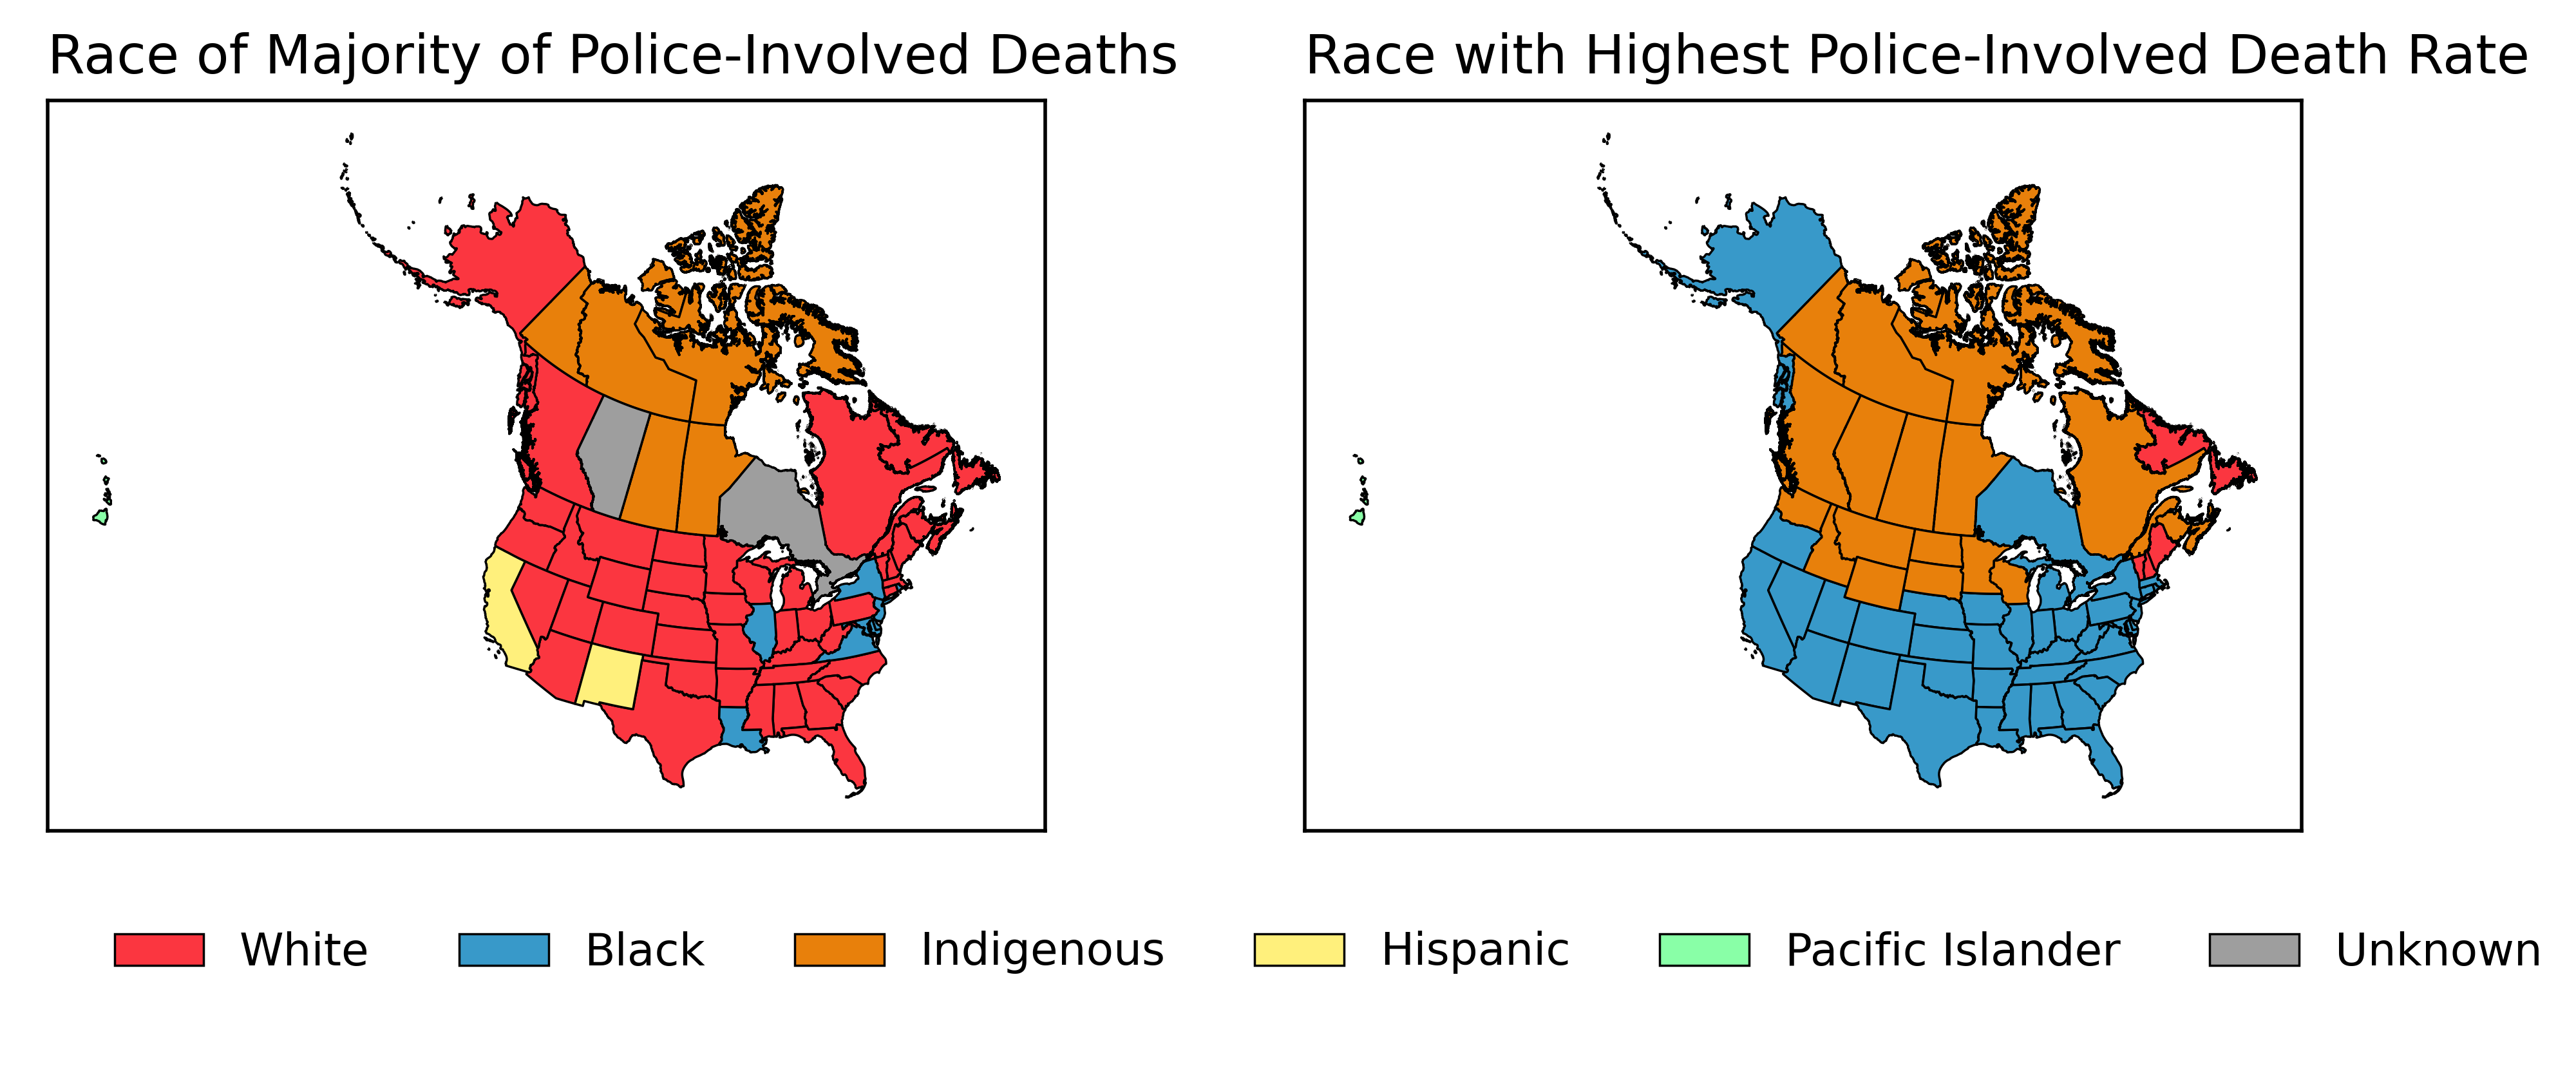 Race of Majority of Police-Involved Deaths
Race with Highest Police-Involved Death Rate
White
Black
Indigenous
Hispanic
Pacific Islander
Unknown